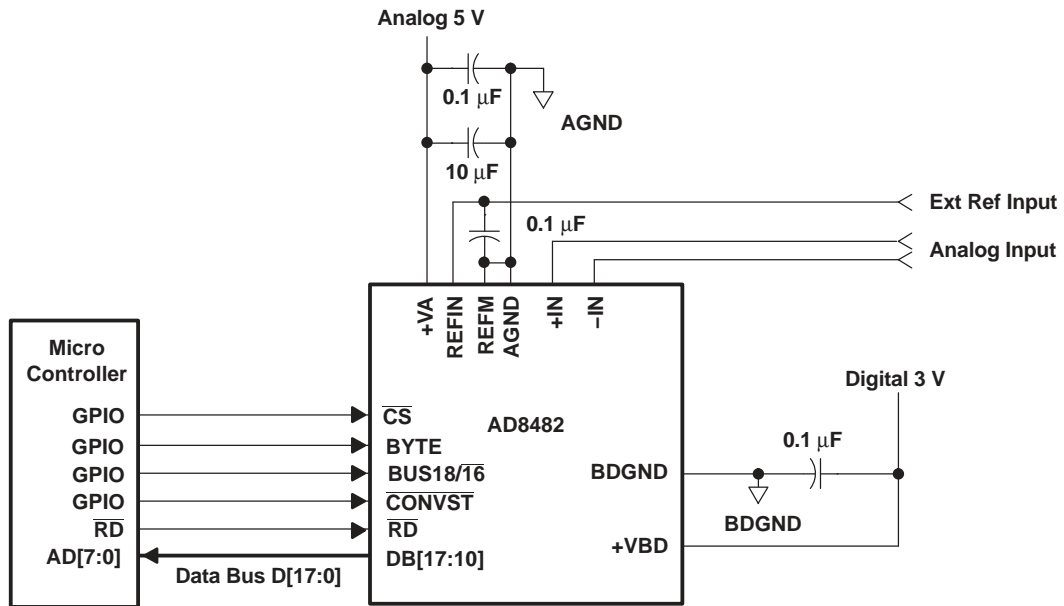 Analog 5 V
0.1 μF
AGND
10 μF
Ext Ref Input
0.1 μF
Analog Input
+VA
REFIN
REFM
AGND
+IN
−IN
Micro
Controller
Digital 3 V
GPIO
CS
AD8482
0.1 μF
GPIO
BYTE
GPIO
BUS18/16
BDGND
GPIO
CONVST
RD
RD
BDGND
AD[7:0]
DB[17:10]
+VBD
Data Bus D[17:0]